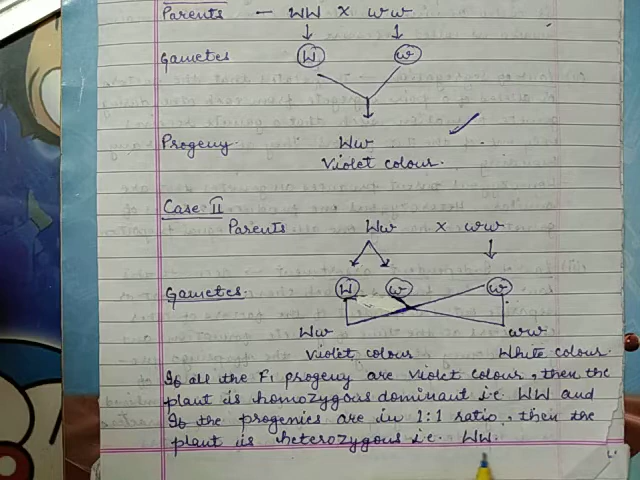 Parents - WW X ww
Gametes W w
Progeny Ww
Violet colour.
Case II
Parents Ww X ww
Gametes. W w w
Ww ww
Violet colour White colour.
If all the F1 progeny are violet colour, then the
plant is homozygous dominant i.e. WW and
If the progenies are in 1:1 ratio, then the
plant is heterozygous i.e. Ww.